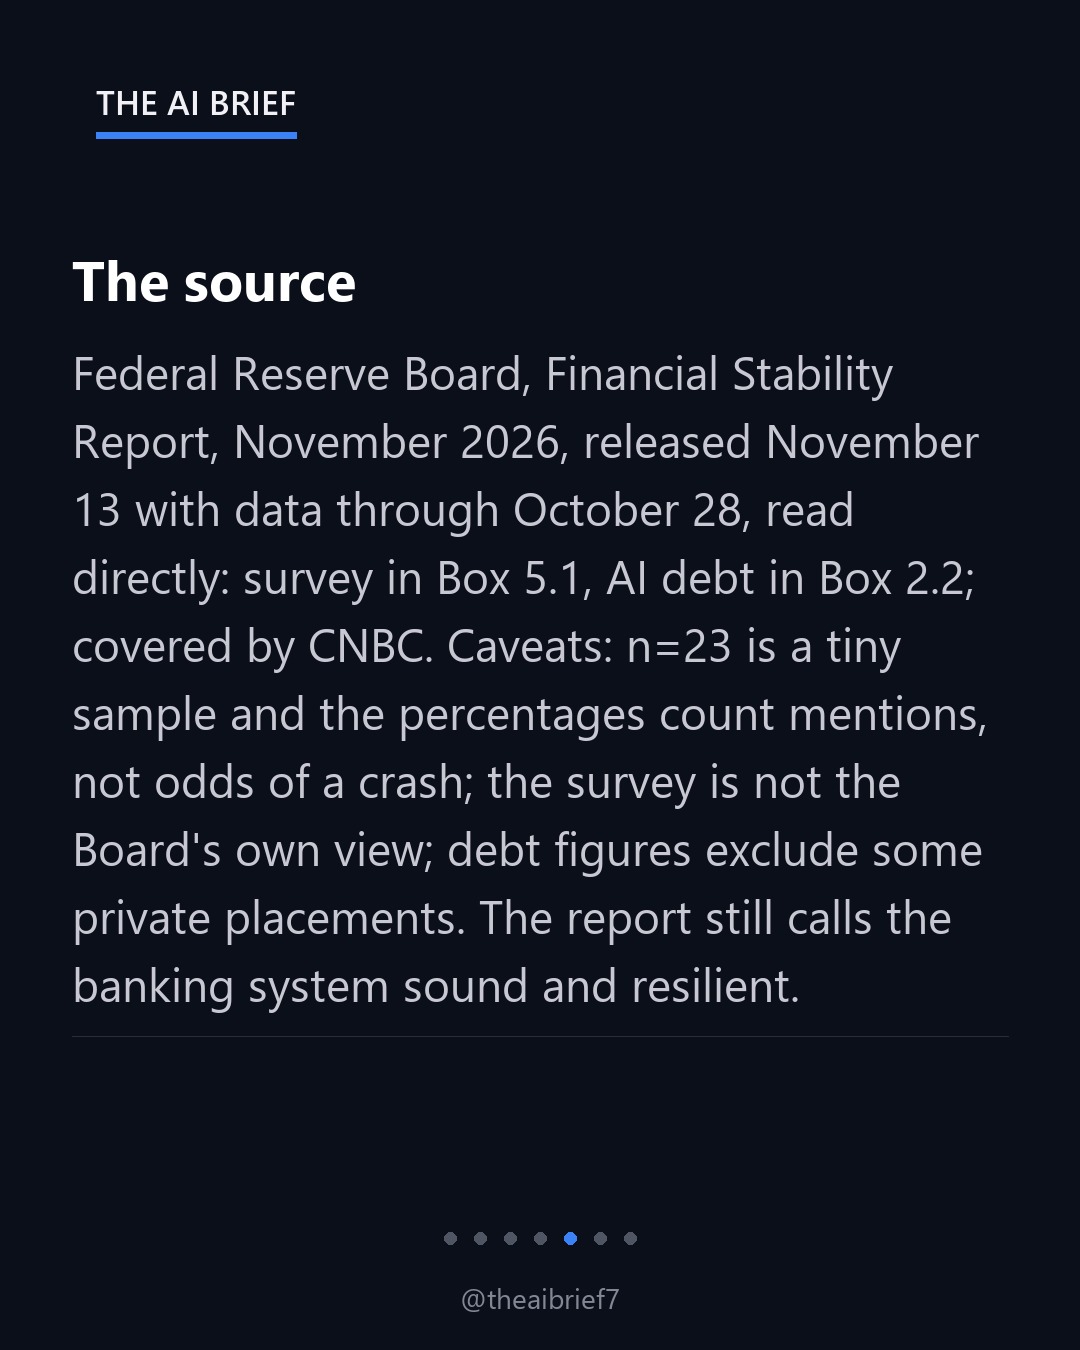 THE AI BRIEF
The source
Federal Reserve Board, Financial Stability
Report, November 2026, released November
13 with data through October 28, read
directly: survey in Box 5.1, AI debt in Box 2.2;
covered by CNBC. Caveats: n=23 is a tiny
sample and the percentages count mentions,
not odds of a crash; the survey is not the
Board's own view; debt figures exclude some
private placements. The report still calls the
banking system sound and resilient.
@theaibrief7